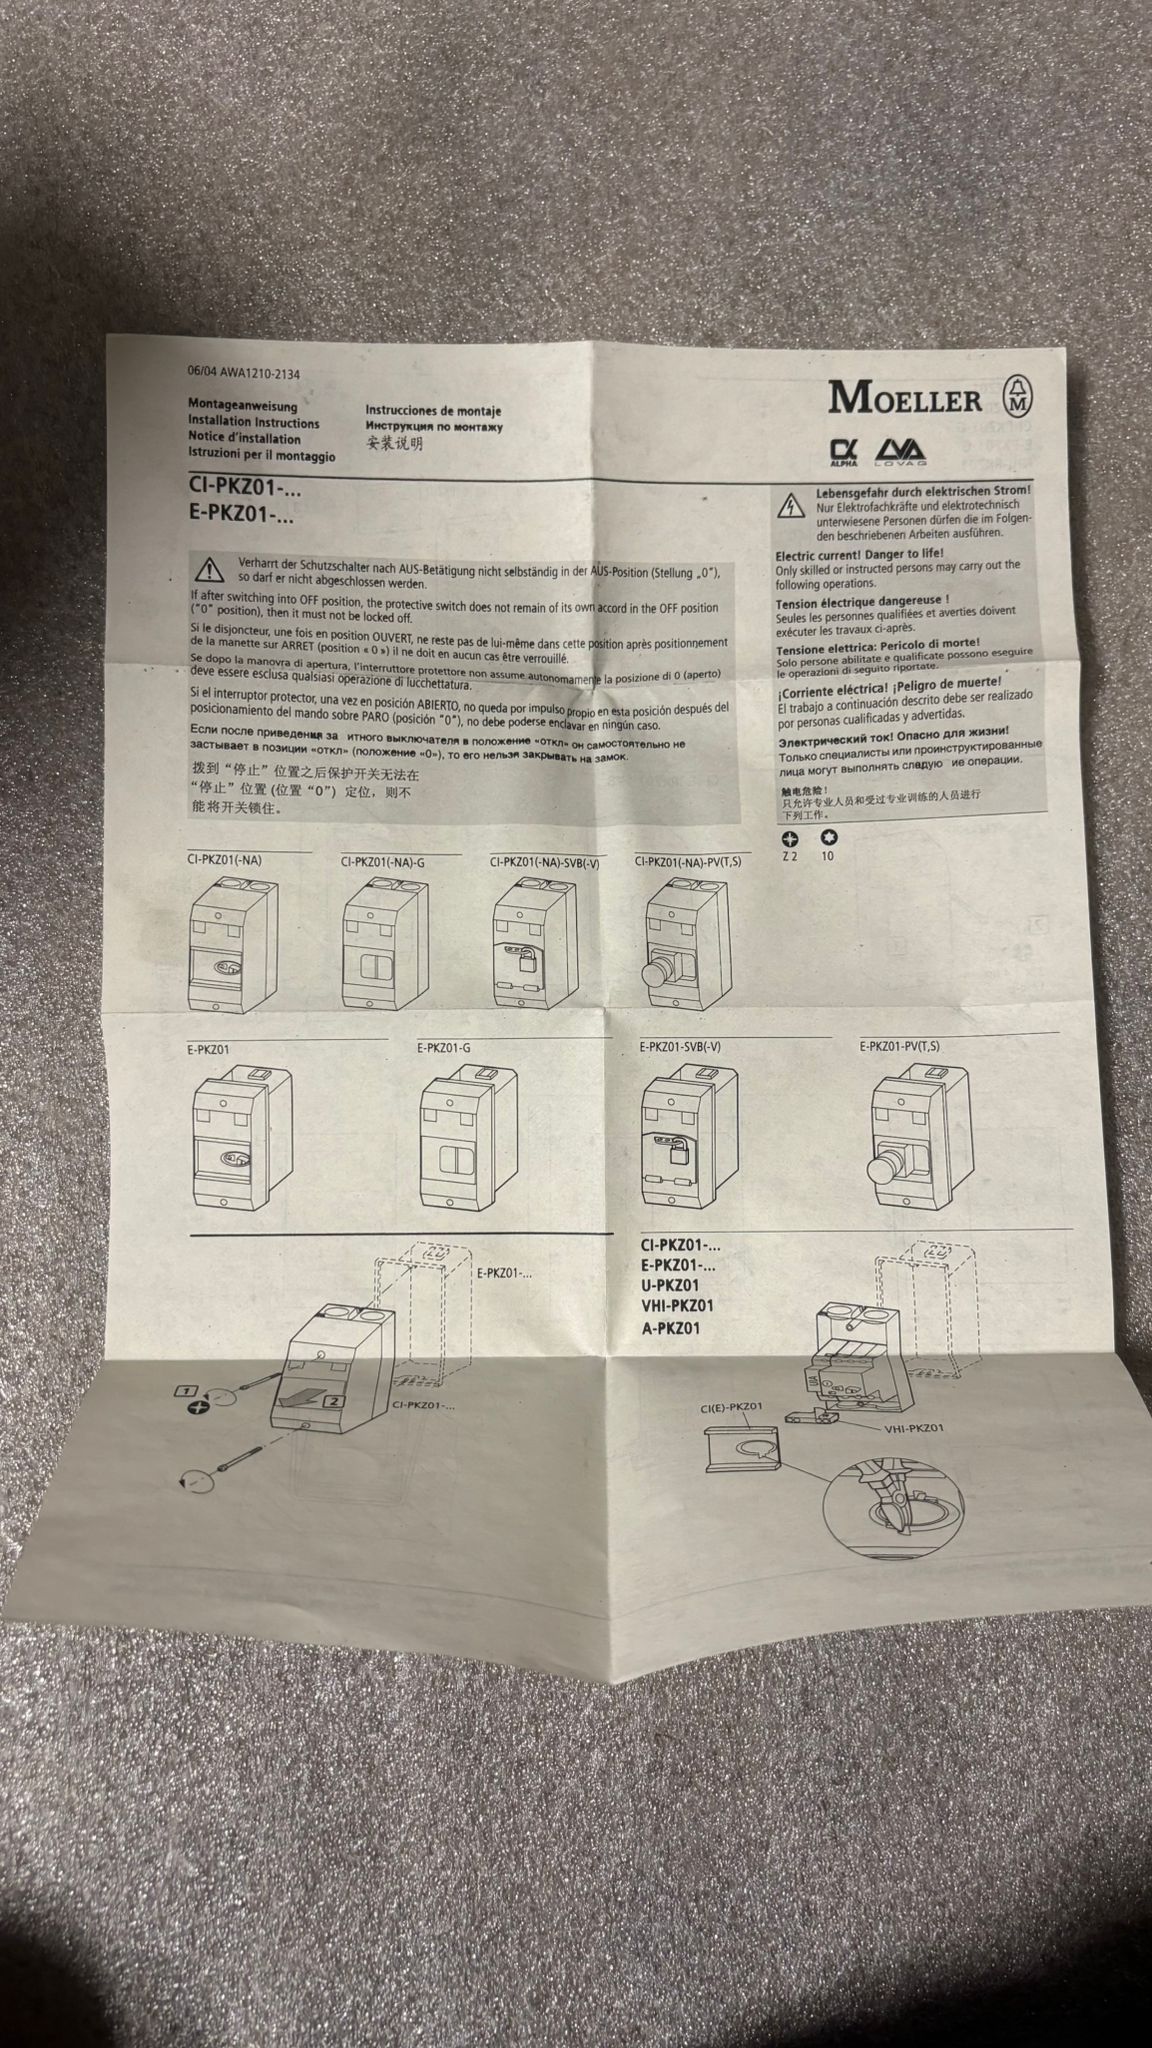 06/04 AWA1210-2134
Montageanweisung
Installation Instructions
Notice d'installation
Istruzioni per il montaggio
Instrucciones de montaje
Инструкция по монтажу
安装说明
MOELLER
M
ALPHA
LOVAG
CI-PKZ01-...
E-PKZ01-...
Verharrt der Schutzschalter nach AUS-Betätigung nicht selbständig in der AUS-Position (Stellung „0"),
so darf er nicht abgeschlossen werden.
If after switching into OFF position, the protective switch does not remain of its own accord in the OFF position
("0" position), then it must not be locked off.
Si le disjoncteur, une fois en position OUVERT, ne reste pas de lui-même dans cette position après positionnement
de la manette sur ARRET (position « 0 ») il ne doit en aucun cas être verrouillé.
Se dopo la manovra di apertura, l'interruttore protettore non assume autonomamente la posizione di 0 (aperto)
deve essere esclusa qualsiasi operazione di lucchettatura.
Si el interruptor protector, una vez en posición ABIERTO, no queda por impulso propio en esta posición después del
posicionamiento del mando sobre PARO (posición "0"), no debe poderse enclavar en ningún caso.
Если после приведения за итного выключателя в положение «откл» он самостоятельно не
застывает в позиции «откл» (положение «0»), то его нельзя закрывать на замок.
拨到“停止”位置之后保护开关无法在
“停止”位置 (位置 “0”) 定位，则不
能将开关锁住。
Lebensgefahr durch elektrischen Strom!
Nur Elektrofachkräfte und elektrotechnisch
unterwiesene Personen dürfen die im Folgen-
den beschriebenen Arbeiten ausführen.
Electric current! Danger to life!
Only skilled or instructed persons may carry out the
following operations.
Tension électrique dangereuse !
Seules les personnes qualifiées et averties doivent
exécuter les travaux ci-après.
Tensione elettrica: Pericolo di morte!
Solo persone abilitate e qualificate possono eseguire
le operazioni di seguito riportate.
¡Corriente eléctrica! ¡Peligro de muerte!
El trabajo a continuación descrito debe ser realizado
por personas cualificadas y advertidas.
Электрический ток! Опасно для жизни!
Только специалисты или проинструктированные
лица могут выполнять следую ие операции.
触电危险！
只允许专业人员和受过专业训练的人员进行
下列工作。
Z 2 10
CI-PKZ01(-NA) CI-PKZ01(-NA)-G CI-PKZ01(-NA)-SVB(-V) CI-PKZ01(-NA)-PV(T,S)
E-PKZ01 E-PKZ01-G E-PKZ01-SVB(-V) E-PKZ01-PV(T,S)
E-PKZ01-...
1
2
CI-PKZ01-...
CI-PKZ01-...
E-PKZ01-...
U-PKZ01
VHI-PKZ01
A-PKZ01
CI(E)-PKZ01
VHI-PKZ01